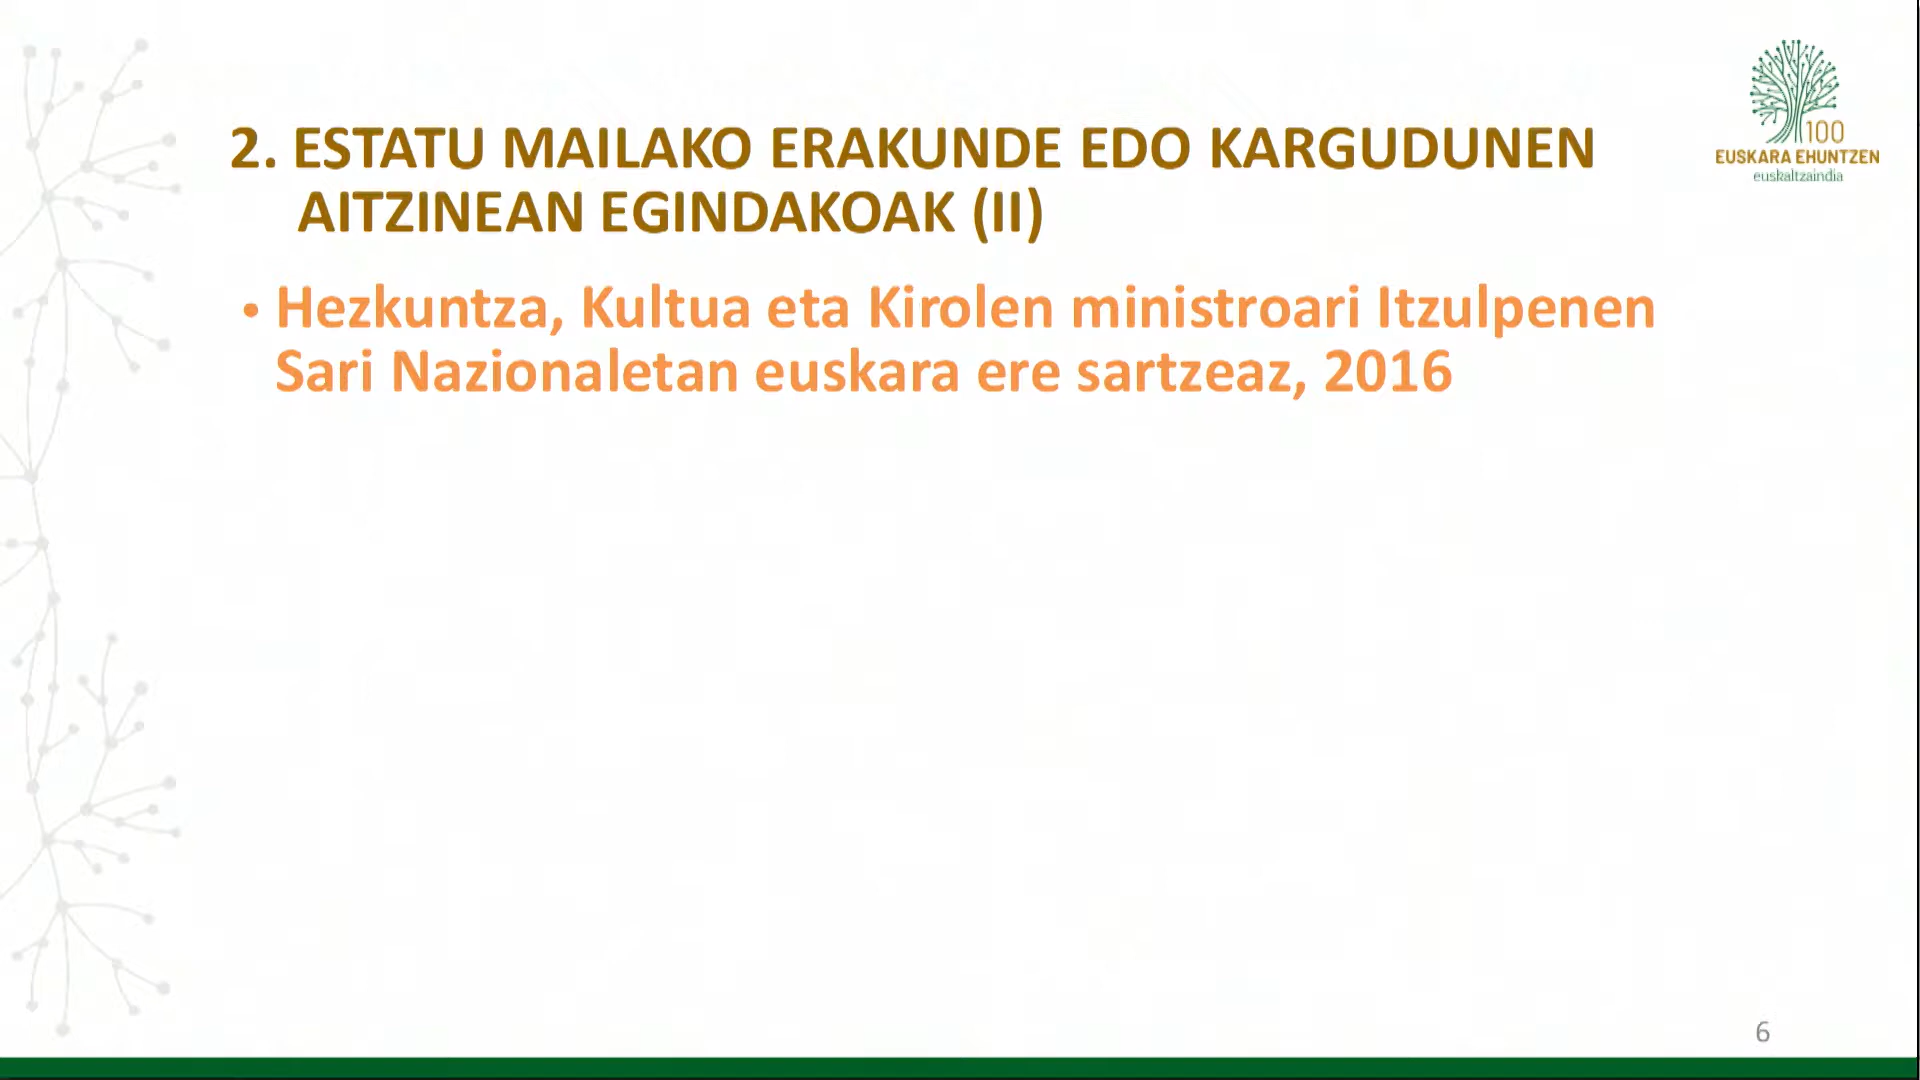 100
EUSKARA EHUNTZEN
euskaltzaindia
2. ESTATU MAILAKO ERAKUNDE EDO KARGUDUNEN
AITZINEAN EGINDAKOAK (II)
• Hezkuntza, Kultua eta Kirolen ministroari Itzulpenen
Sari Nazionaletan euskara ere sartzeaz, 2016
6